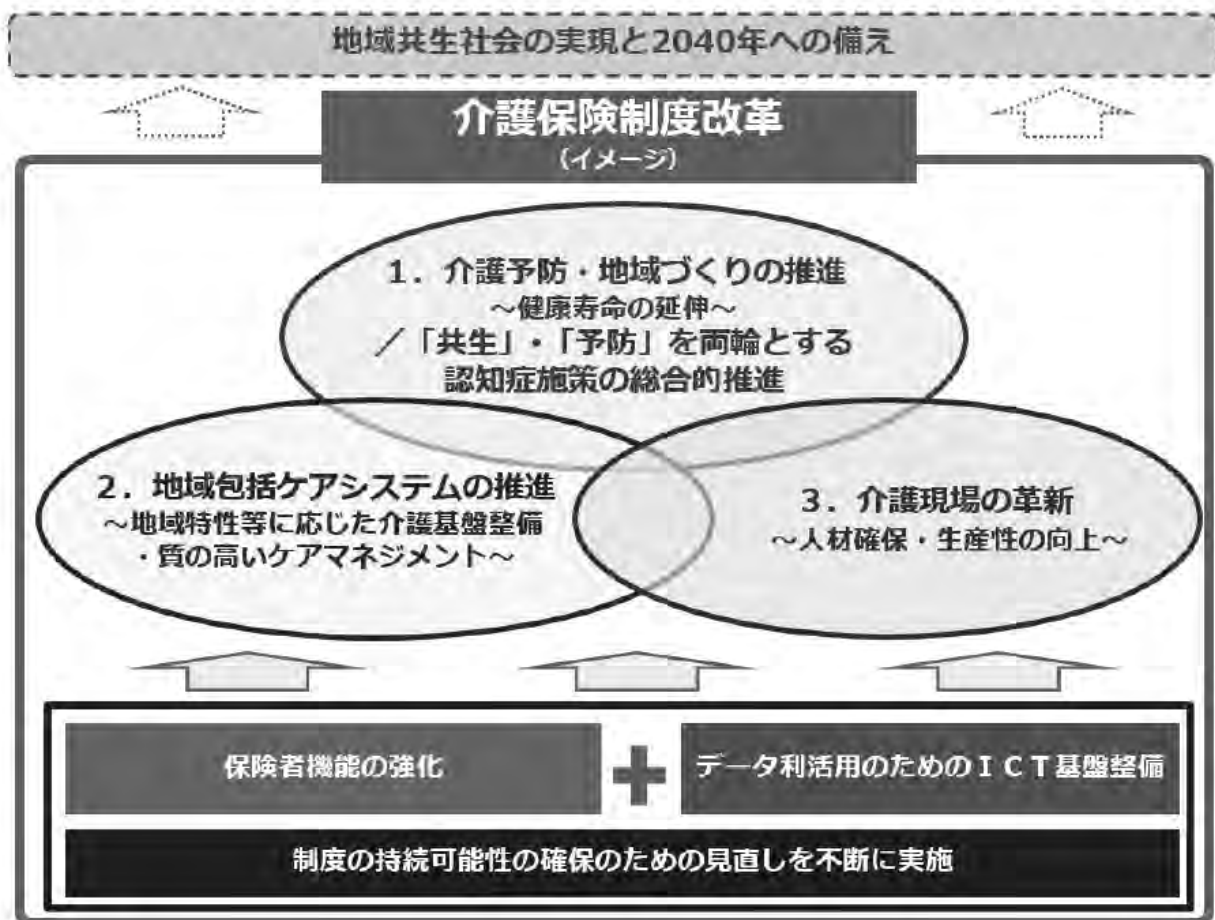 地域共生社会の実現と2040年への備え
介護保険制度改革
（イメージ）
１．介護予防・地域づくりの推進
～健康寿命の延伸～
／「共生」・「予防」を両輪とする
認知症施策の総合的推進
２．地域包括ケアシステムの推進
～地域特性等に応じた介護基盤整備
・質の高いケアマネジメント～
３．介護現場の革新
～人材確保・生産性の向上～
保険者機能の強化
データ利活用のためのＩＣＴ基盤整備
制度の持続可能性の確保のための見直しを不断に実施